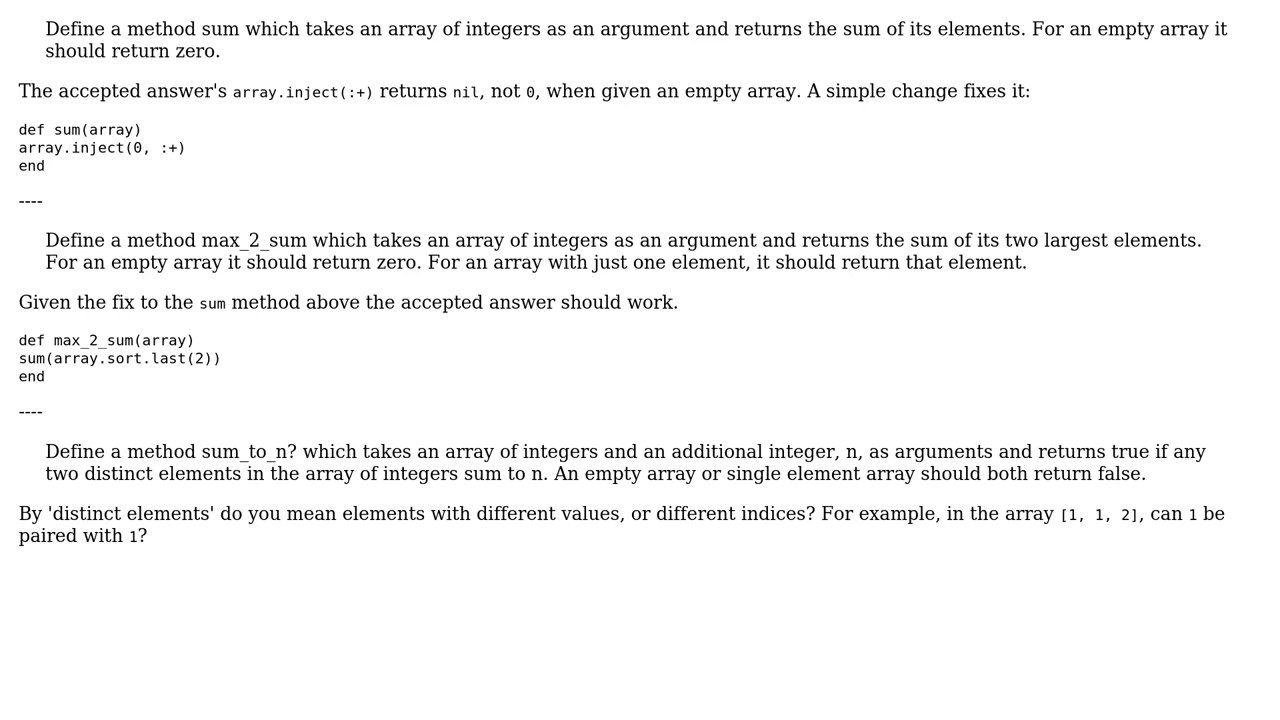 Define a method sum which takes an array of integers as an argument and returns the sum of its elements. For an empty array it
should return zero.
The accepted answer's array.inject(:+) returns nil, not 0, when given an empty array. A simple change fixes it:
def sum(array)
array.inject(0, :+)
end
----
Define a method max_2_sum which takes an array of integers as an argument and returns the sum of its two largest elements.
For an empty array it should return zero. For an array with just one element, it should return that element.
Given the fix to the sum method above the accepted answer should work.
def max_2_sum(array)
sum(array.sort.last(2))
end
----
Define a method sum_to_n? which takes an array of integers and an additional integer, n, as arguments and returns true if any
two distinct elements in the array of integers sum to n. An empty array or single element array should both return false.
By 'distinct elements' do you mean elements with different values, or different indices? For example, in the array [1, 1, 2], can 1 be
paired with 1?